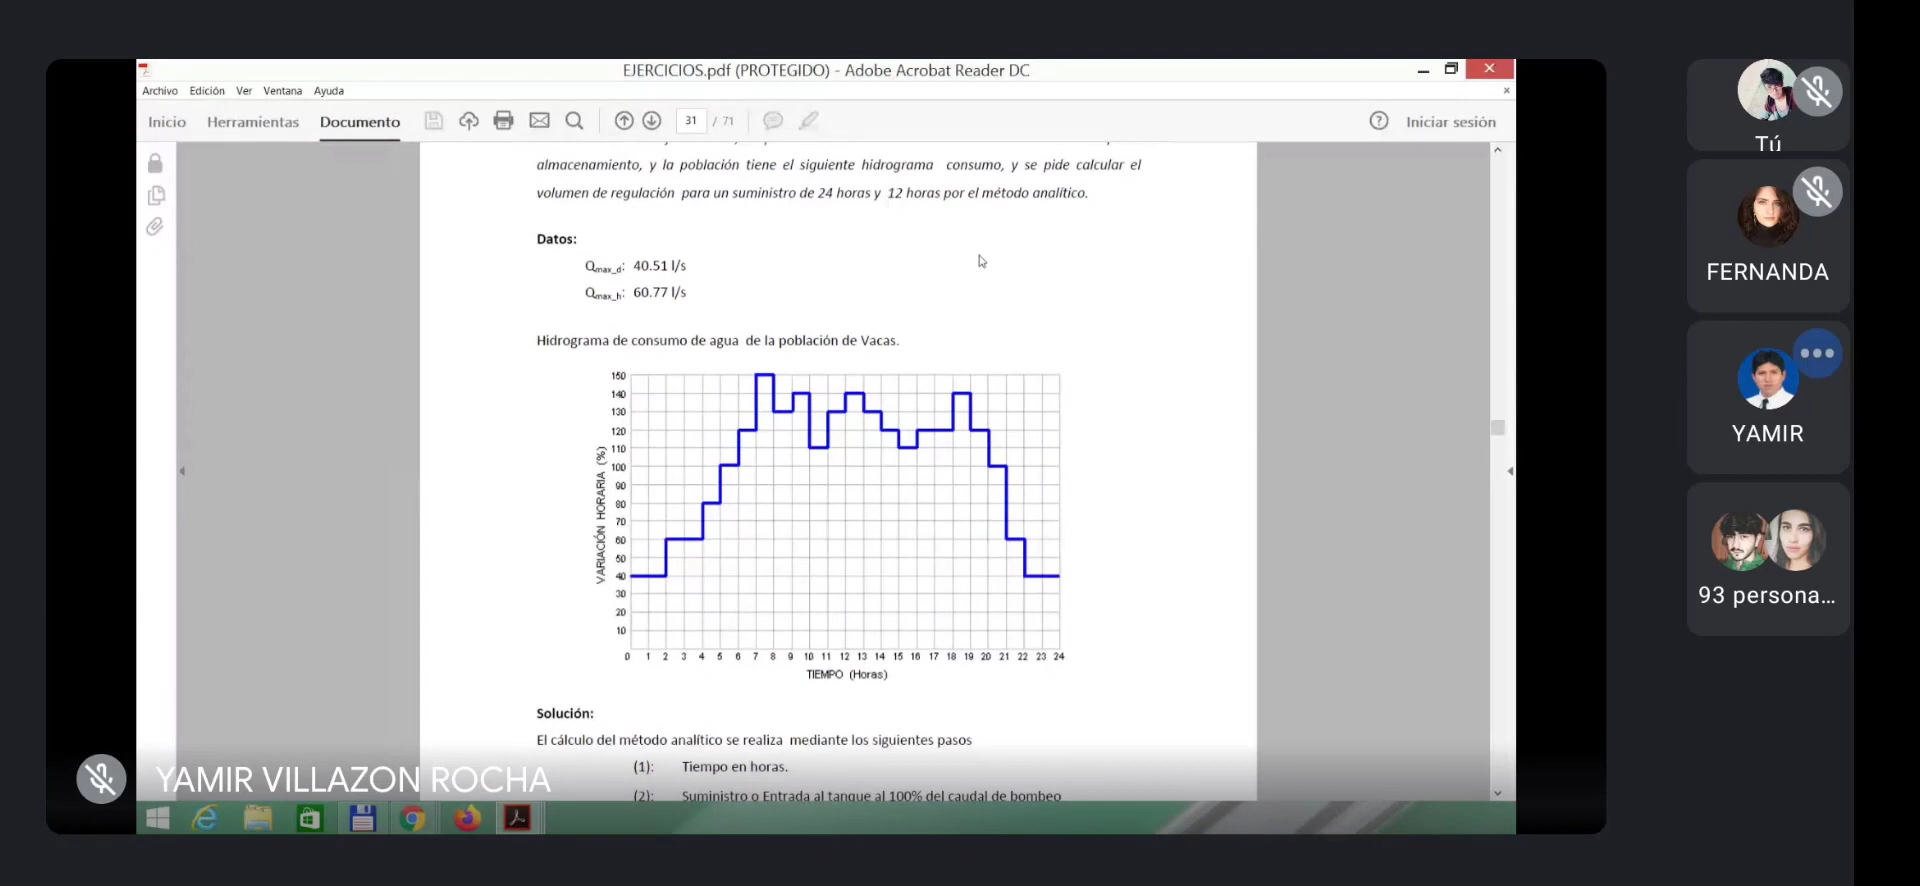 EJERCICIOS.pdf (PROTEGIDO) - Adobe Acrobat Reader DC
Archivo Edición Ver Ventana Ayuda
Inicio Herramientas Documento 31 / 71 Iniciar sesión
almacenamiento, y la población tiene el siguiente hidrograma consumo, y se pide calcular el
volumen de regulación para un suministro de 24 horas y 12 horas por el método analítico.
Datos:
Qmax_d: 40.51 l/s
Qmax_h: 60.77 l/s
Hidrograma de consumo de agua de la población de Vacas.
VARIACIÓN HORARIA (%)
150
140
130
120
110
100
90
80
70
60
50
40
30
20
10
0 1 2 3 4 5 6 7 8 9 10 11 12 13 14 15 16 17 18 19 20 21 22 23 24
TIEMPO (Horas)
Solución:
El cálculo del método analítico se realiza mediante los siguientes pasos
(1): Tiempo en horas.
(2): Suministro o Entrada al tanque al 100% del caudal de bombeo
YAMIR VILLAZON ROCHA
Tú
FERNANDA
YAMIR
93 persona...